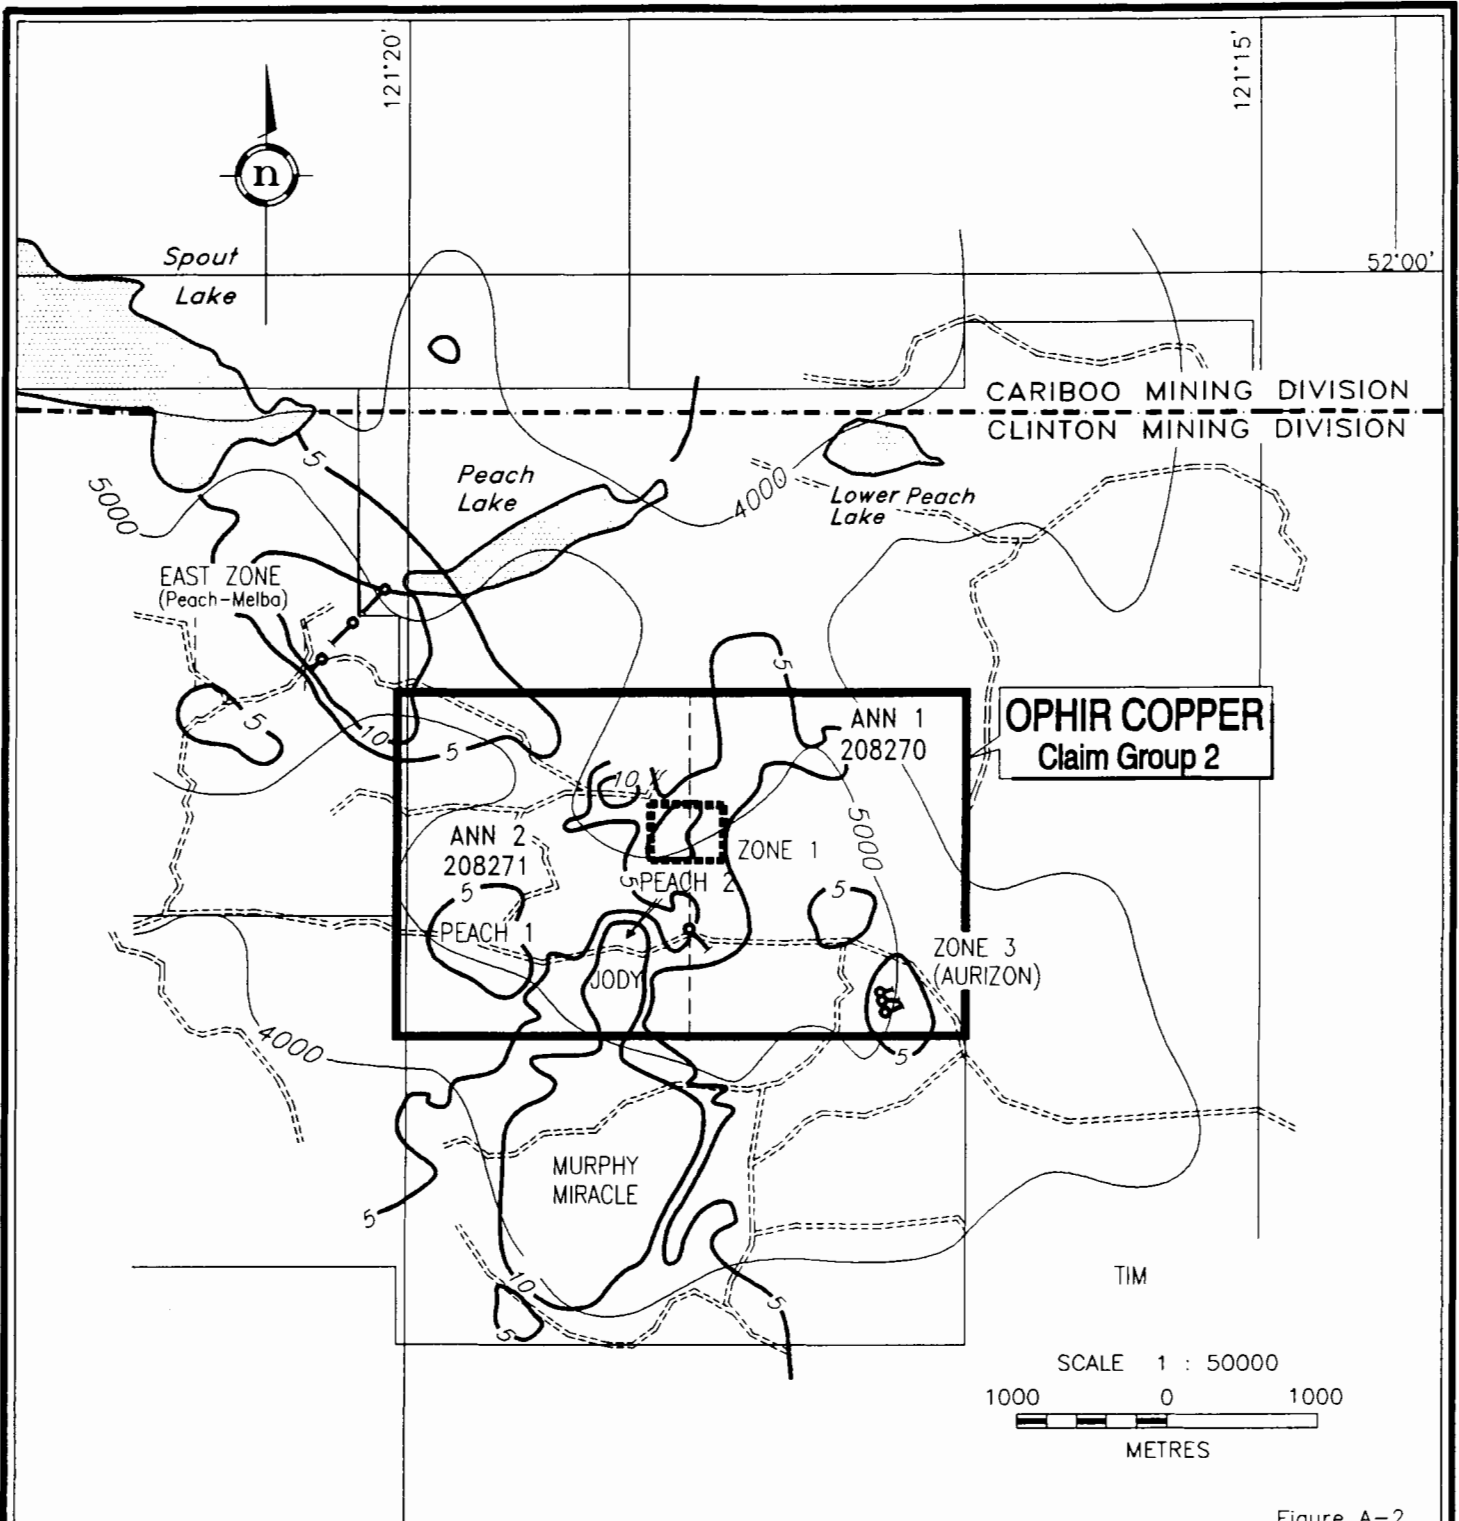 121°20'
121°15'
n
Spout
Lake
52°00'
CARIBOO MINING DIVISION
CLINTON MINING DIVISION
5
Peach
Lake
5000
4000
Lower Peach
Lake
EAST ZONE
(Peach-Melba)
5
5
10
5
ANN 1
208270
OPHIR COPPER
Claim Group 2
10
5000
ANN 2
208271
ZONE 1
5
PEACH 2
5
5
PEACH 1
ZONE 3
(AURIZON)
JODY
4000
5
MURPHY
MIRACLE
5
10
5
5
TIM
SCALE 1 : 50000
1000 0 1000
METRES
Figure A-2